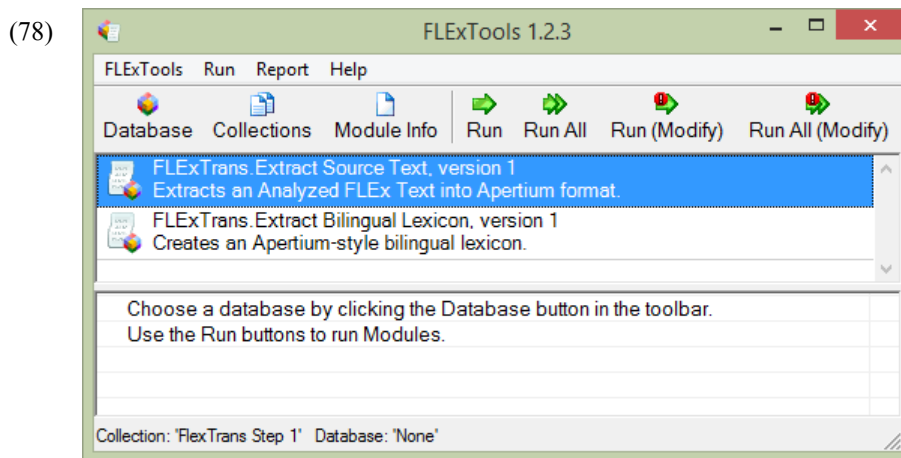 (78)
FLExTools 1.2.3
FLExTools Run Report Help
Database Collections Module Info Run Run All Run (Modify) Run All (Modify)
FLExTrans.Extract Source Text, version 1
Extracts an Analyzed FLEx Text into Apertium format.
FLExTrans.Extract Bilingual Lexicon, version 1
Creates an Apertium-style bilingual lexicon.
Choose a database by clicking the Database button in the toolbar.
Use the Run buttons to run Modules.
Collection: 'FlexTrans Step 1' Database: 'None'